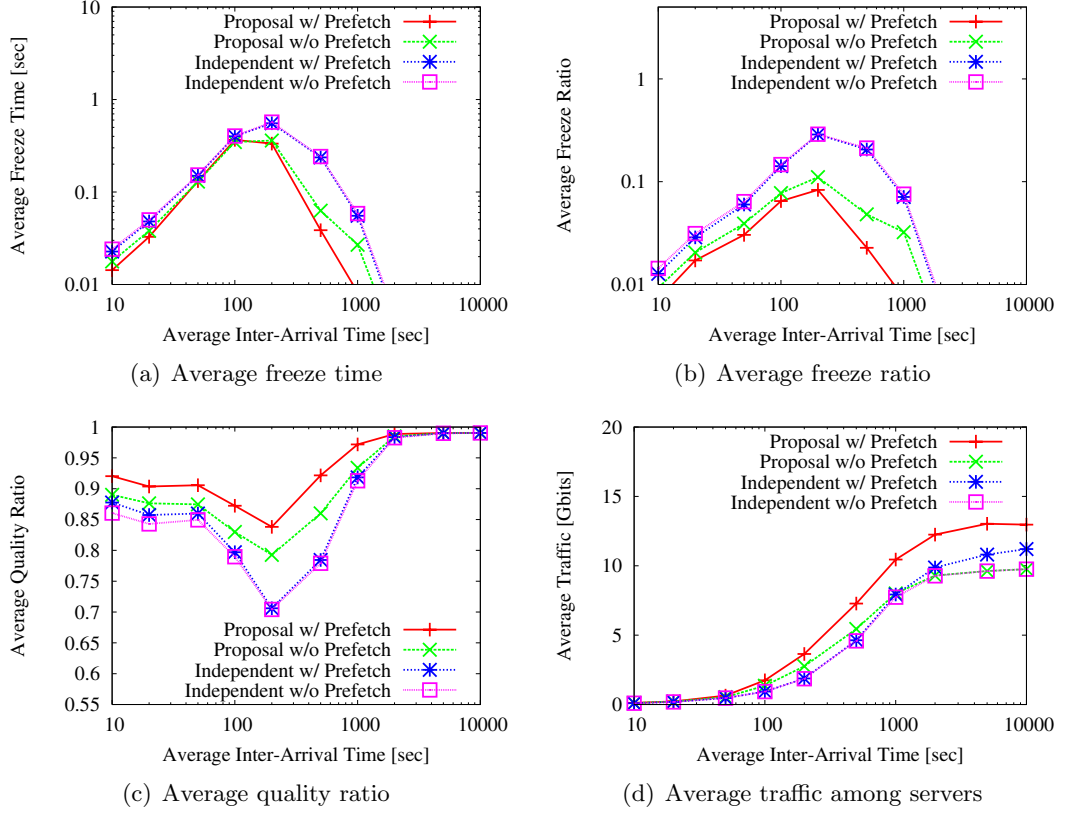 Proposal w/ Prefetch
Proposal w/o Prefetch
Independent w/ Prefetch
Independent w/o Prefetch
10
1
0.1
0.01
Average Freeze Time [sec]
10 100 1000 10000
Average Inter-Arrival Time [sec]
(a) Average freeze time
Proposal w/ Prefetch
Proposal w/o Prefetch
Independent w/ Prefetch
Independent w/o Prefetch
1
0.1
0.01
Average Freeze Ratio
10 100 1000 10000
Average Inter-Arrival Time [sec]
(b) Average freeze ratio
1
0.95
0.9
0.85
0.8
0.75
0.7
0.65
0.6
0.55
Average Quality Ratio
Proposal w/ Prefetch
Proposal w/o Prefetch
Independent w/ Prefetch
Independent w/o Prefetch
10 100 1000 10000
Average Inter-Arrival Time [sec]
(c) Average quality ratio
20
15
10
5
0
Average Traffic [Gbits]
Proposal w/ Prefetch
Proposal w/o Prefetch
Independent w/ Prefetch
Independent w/o Prefetch
10 100 1000 10000
Average Inter-Arrival Time [sec]
(d) Average traffic among servers